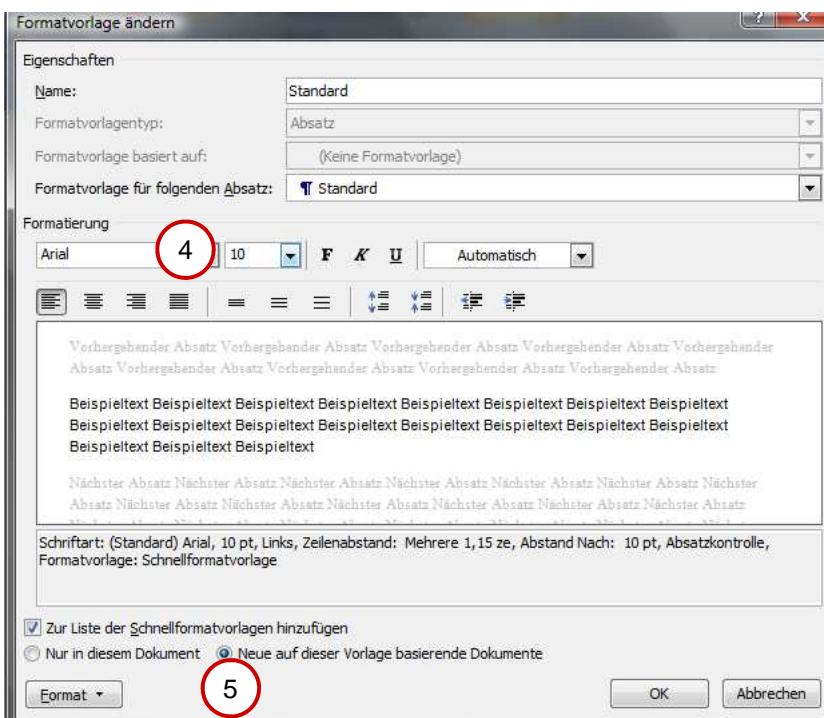 Formatvorlage ändern
Eigenschaften
Name: Standard
Formatvorlagentyp: Absatz
Formatvorlage basiert auf: (Keine Formatvorlage)
Formatvorlage für folgenden Absatz: ¶ Standard
Formatierung
Arial 4 10 F K U Automatisch
Vorhergehender Absatz Vorhergehender Absatz Vorhergehender Absatz Vorhergehender Absatz Vorhergehender
Absatz Vorhergehender Absatz Vorhergehender Absatz Vorhergehender Absatz Vorhergehender Absatz
Beispieltext Beispieltext Beispieltext Beispieltext Beispieltext Beispieltext Beispieltext Beispieltext
Beispieltext Beispieltext Beispieltext Beispieltext Beispieltext Beispieltext Beispieltext Beispieltext
Beispieltext Beispieltext Beispieltext
Nächster Absatz Nächster Absatz Nächster Absatz Nächster Absatz Nächster Absatz Nächster Absatz Nächster
Absatz Nächster Absatz Nächster Absatz Nächster Absatz Nächster Absatz Nächster Absatz Nächster Absatz
Schriftart: (Standard) Arial, 10 pt, Links, Zeilenabstand: Mehrere 1,15 ze, Abstand Nach: 10 pt, Absatzkontrolle,
Formatvorlage: Schnellformatvorlage
Zur Liste der Schnellformatvorlagen hinzufügen
Nur in diesem Dokument Neue auf dieser Vorlage basierende Dokumente
Format 5 OK Abbrechen